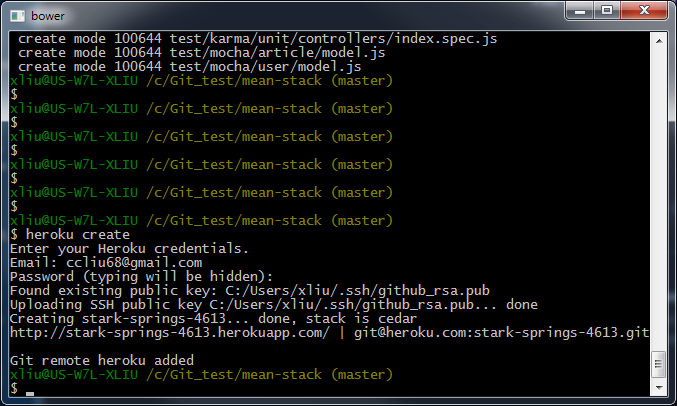 bower
create mode 100644 test/karma/unit/controllers/index.spec.js
create mode 100644 test/mocha/article/model.js
create mode 100644 test/mocha/user/model.js
xliu@US-W7L-XLIU /c/Git_test/mean-stack (master)
$
xliu@US-W7L-XLIU /c/Git_test/mean-stack (master)
$
xliu@US-W7L-XLIU /c/Git_test/mean-stack (master)
$
xliu@US-W7L-XLIU /c/Git_test/mean-stack (master)
$
xliu@US-W7L-XLIU /c/Git_test/mean-stack (master)
$
xliu@US-W7L-XLIU /c/Git_test/mean-stack (master)
$ heroku create
Enter your Heroku credentials.
Email: ccliu68@gmail.com
Password (typing will be hidden):
Found existing public key: C:/Users/xliu/.ssh/github_rsa.pub
Uploading SSH public key C:/Users/xliu/.ssh/github_rsa.pub... done
Creating stark-springs-4613... done, stack is cedar
http://stark-springs-4613.herokuapp.com/ | git@heroku.com:stark-springs-4613.git
Git remote heroku added
xliu@US-W7L-XLIU /c/Git_test/mean-stack (master)
$